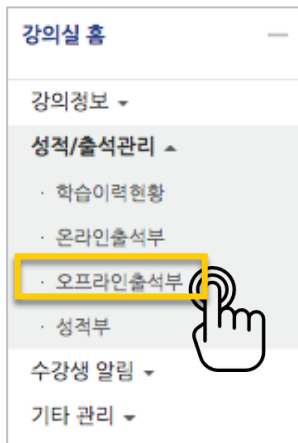 강의실 홈
강의정보
성적/출석관리
· 학습이력현황
· 온라인출석부
· 오프라인출석부
· 성적부
수강생 알림
기타 관리